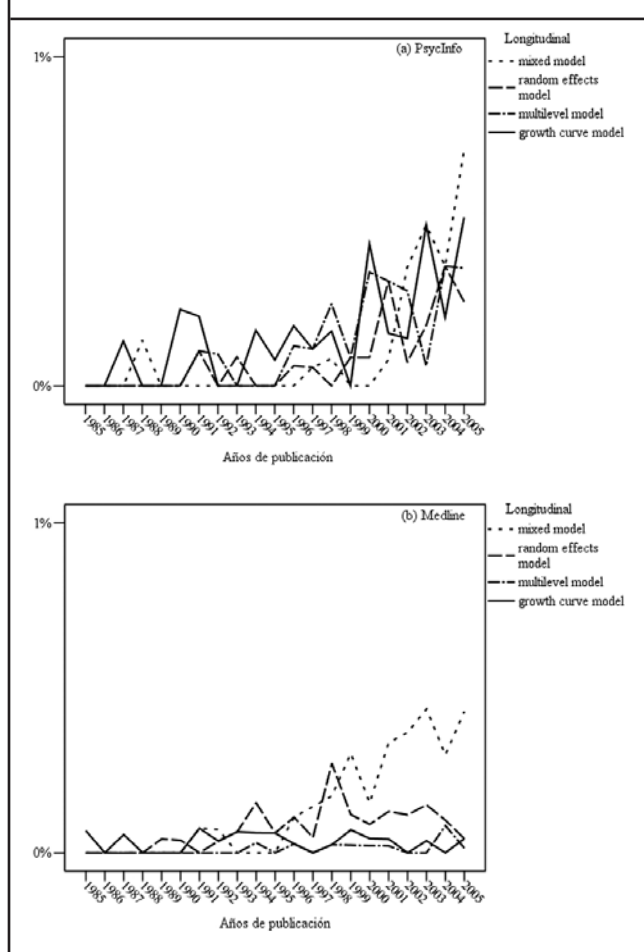 (a) PsycInfo
1%
0%
Longitudinal
mixed model
random effects
model
multilevel model
growth curve model
1985 1986 1987 1988 1989 1990 1991 1992 1993 1994 1995 1996 1997 1998 1999 2000 2001 2002 2003 2004 2005
Años de publicación
(b) Medline
1%
0%
Longitudinal
mixed model
random effects
model
multilevel model
growth curve model
1985 1986 1987 1988 1989 1990 1991 1992 1993 1994 1995 1996 1997 1998 1999 2000 2001 2002 2003 2004 2005
Años de publicación